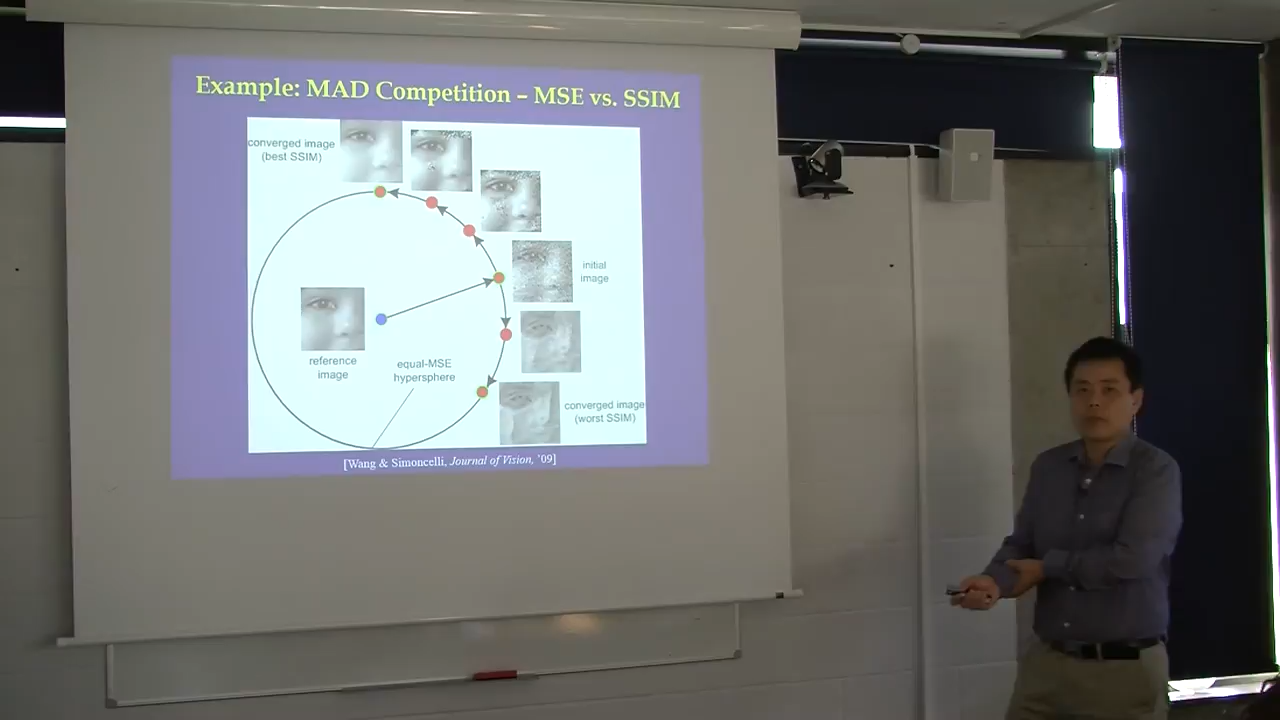 Example: MAD Competition – MSE vs. SSIM
converged image
(best SSIM)
initial
image
reference
image
equal-MSE
hypersphere
converged image
(worst SSIM)
[Wang & Simoncelli, Journal of Vision, '09]